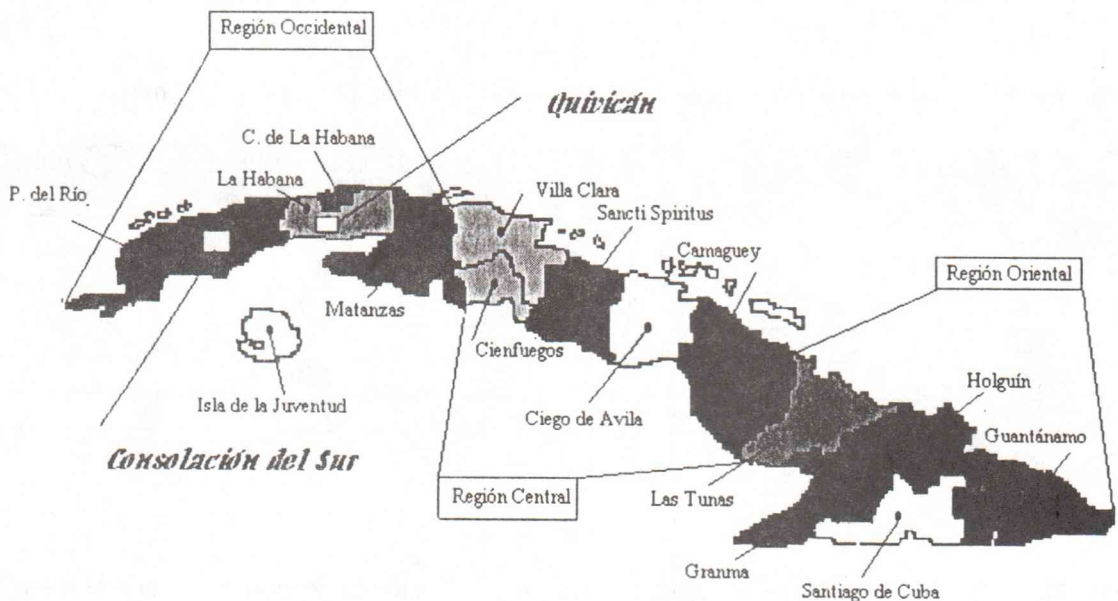 Región Occidental
Quivicán
C. de La Habana
La Habana
P. del Río
Villa Clara
Sancti Spiritus
Camaguey
Región Oriental
Matanzas
Cienfuegos
Isla de la Juventud
Ciego de Avila
Holguín
Guantánamo
Consolación del Sur
Región Central
Las Tunas
Granma
Santiago de Cuba